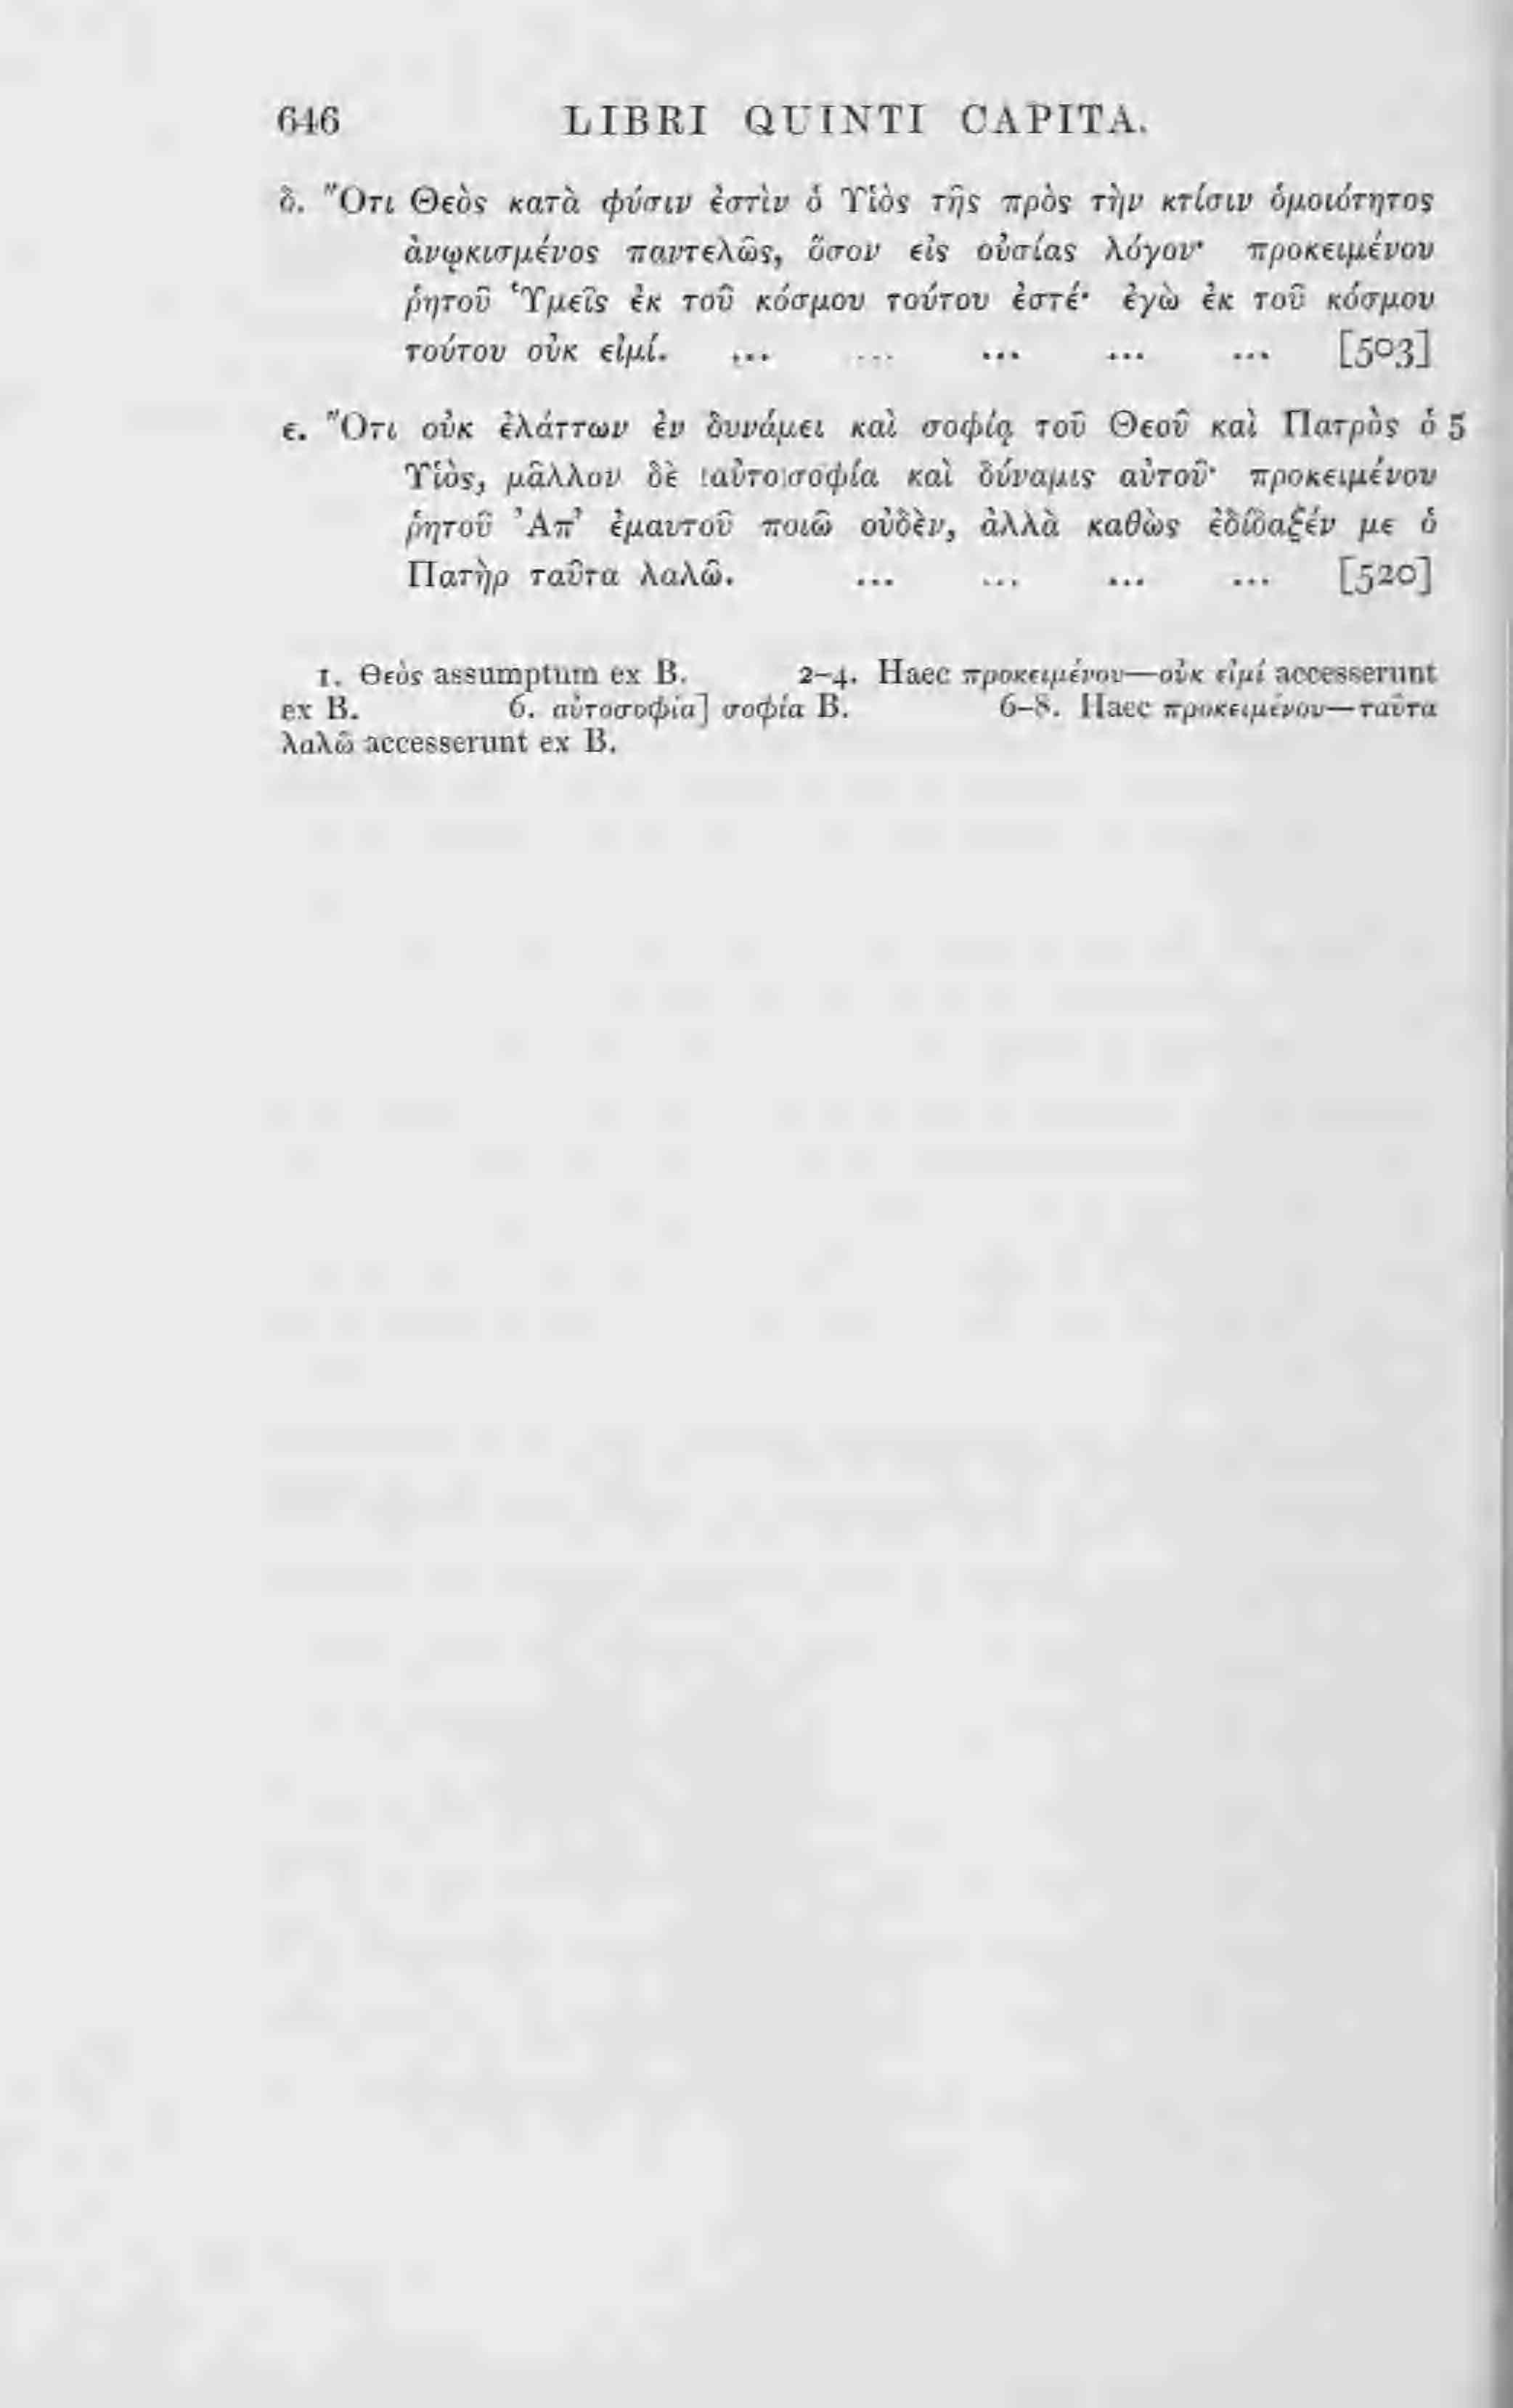 646 LIBRI QUINTI CAPITA.
δ. Ὅτι Θεὸς κατὰ φύσιν ἐστὶν ὁ Υἱὸς τῆς πρὸς τὴν κτίσιν ὁμοιότητος
ἀνῳκισμένος παντελῶς, ὅσον εἰς οὐσίας λόγον· προκειμένου
ῥητοῦ Ὑμεῖς ἐκ τοῦ κόσμου τούτου ἐστέ· ἐγὼ ἐκ τοῦ κόσμου
τούτου οὐκ εἰμί. ... ... ... ... ... [503]
ε. Ὅτι οὐκ ἐλάττων ἐν δυνάμει καὶ σοφίᾳ τοῦ Θεοῦ καὶ Πατρὸς ὁ 5
Υἱὸς, μᾶλλον δὲ ¦αὐτο¦σοφία καὶ δύναμις αὐτοῦ· προκειμένου
ῥητοῦ Ἀπ' ἐμαυτοῦ ποιῶ οὐδὲν, ἀλλὰ καθὼς ἐδίδαξέν με ὁ
Πατὴρ ταῦτα λαλῶ. ... ... ... ... [520]
1. Θεὸς assumptum ex B. 2–4. Haec προκειμένου—οὐκ εἰμί accesserunt
ex B. 6. αὐτοσοφία] σοφία B. 6–8. Haec προκειμένου—ταῦτα
λαλῶ accesserunt ex B.